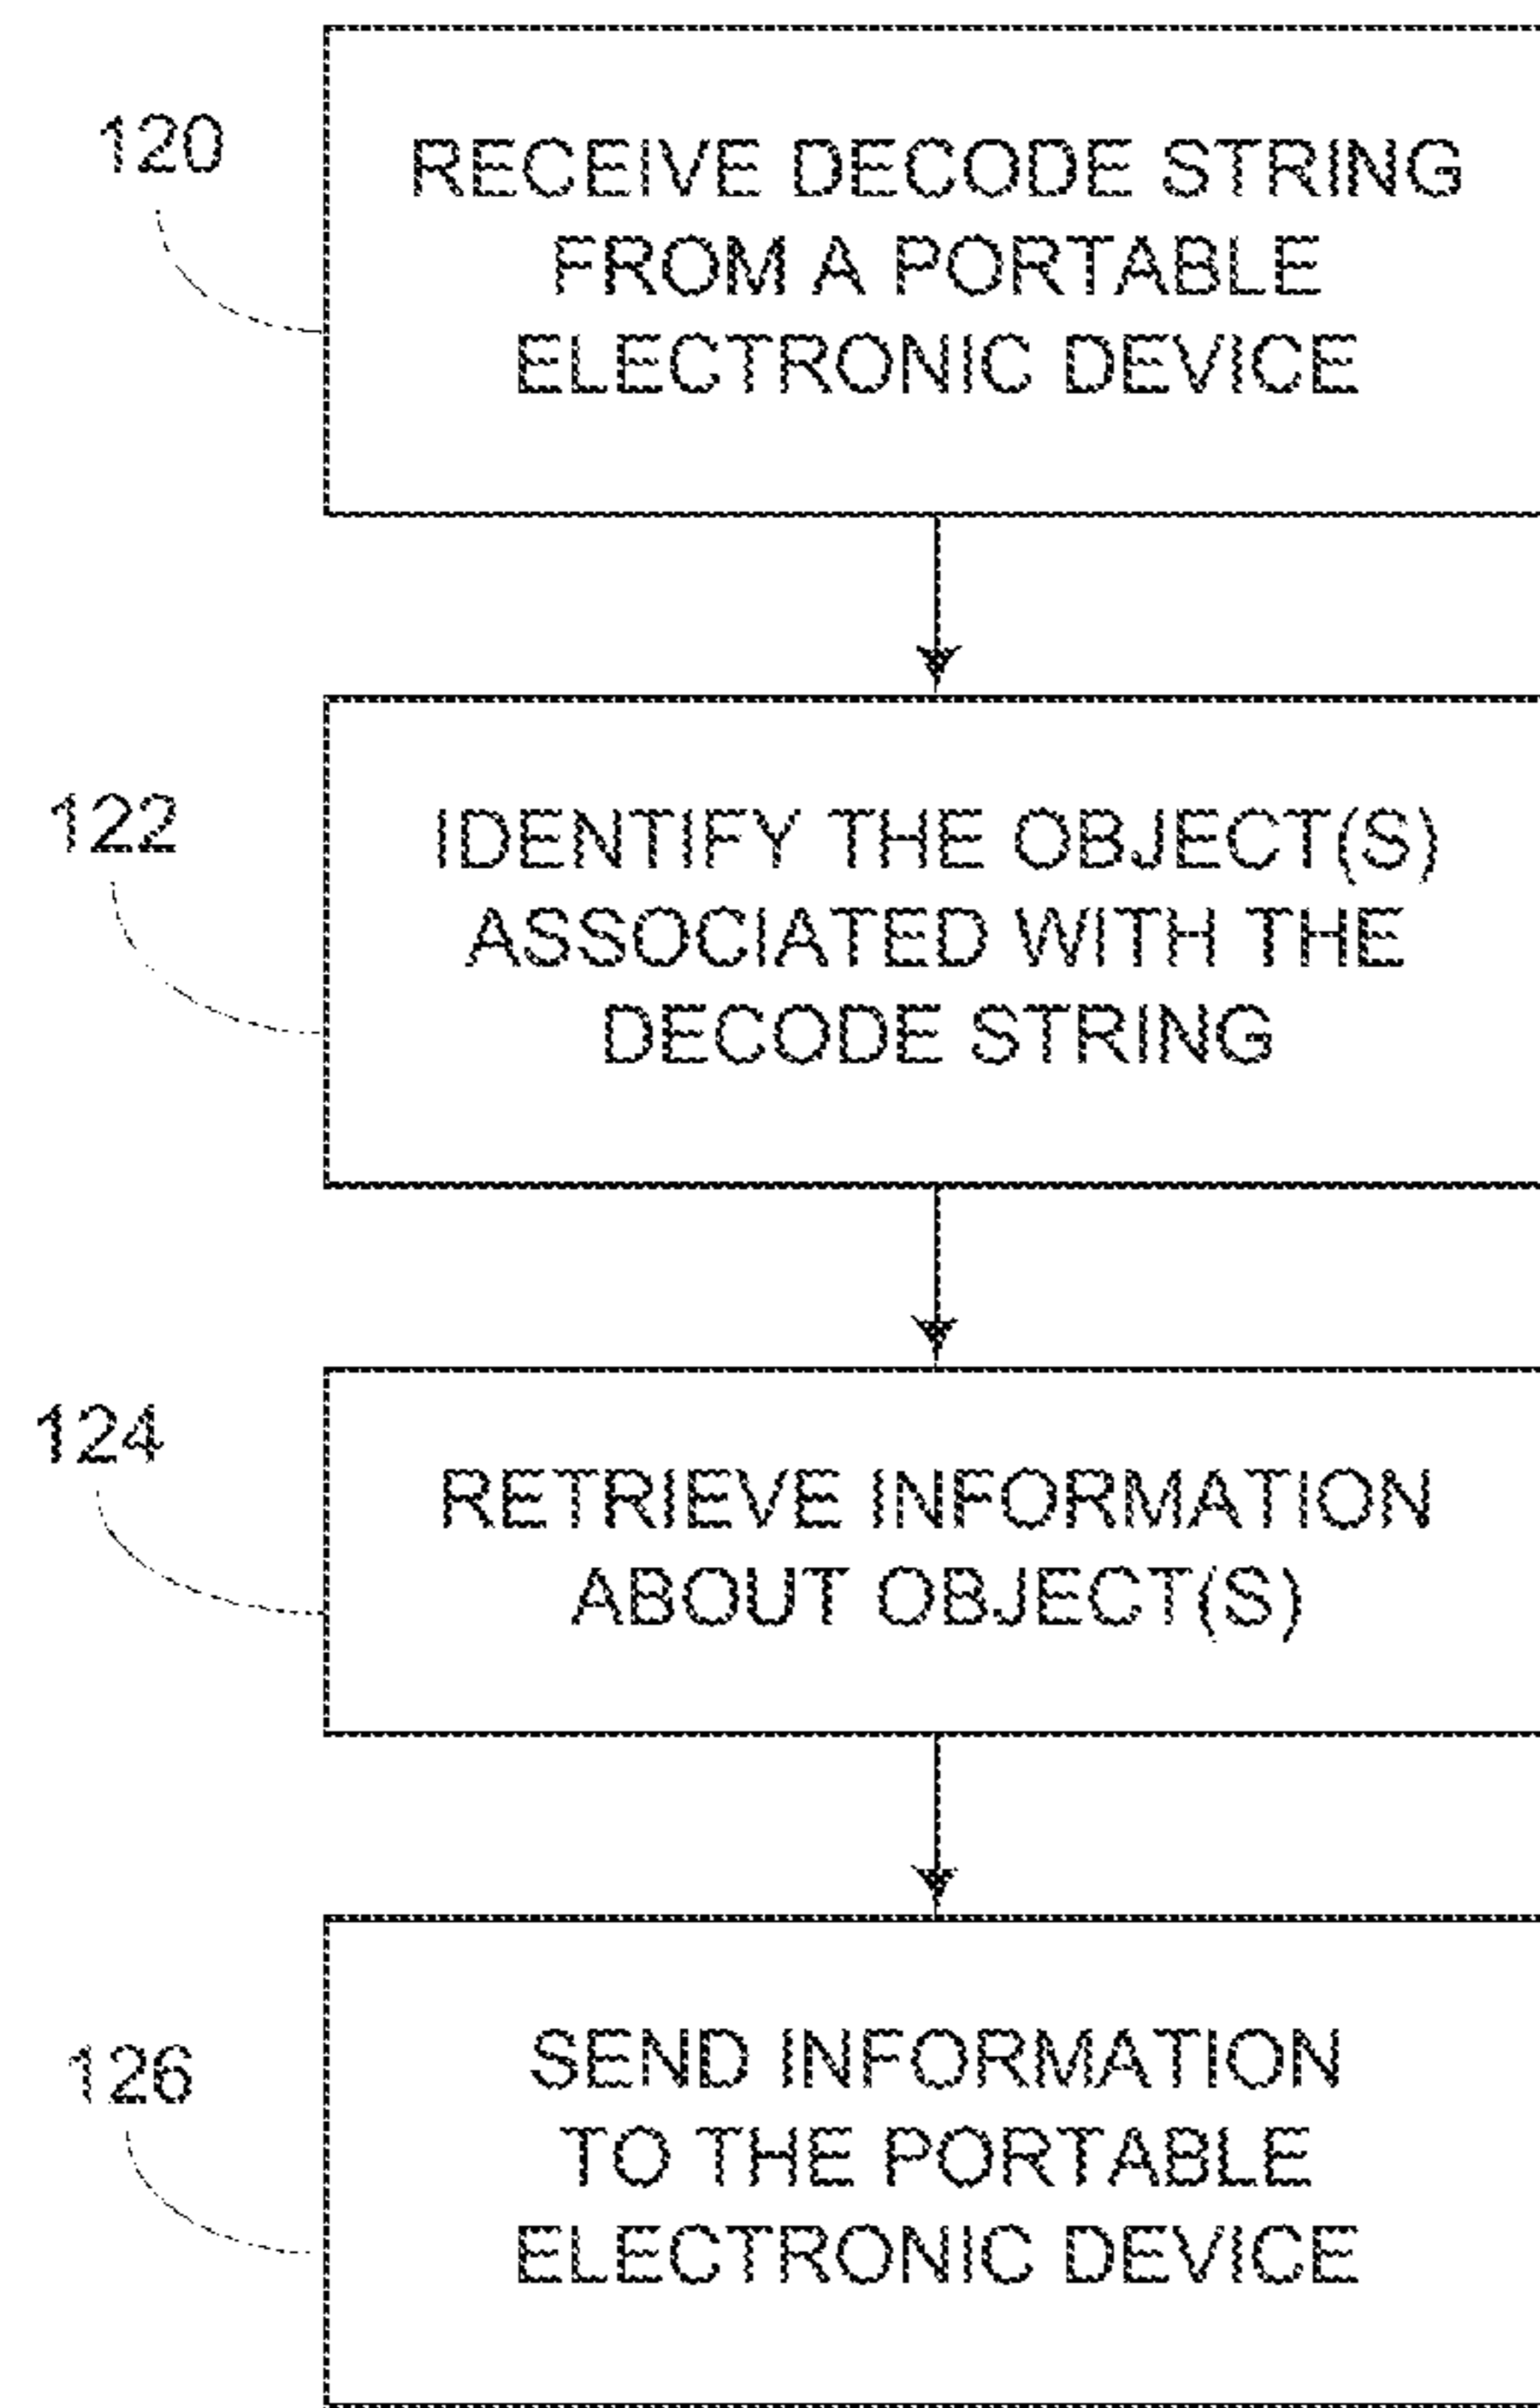 120
RECEIVE DECODE STRING
FROM A PORTABLE
ELECTRONIC DEVICE
122
IDENTIFY THE OBJECT(S)
ASSOCIATED WITH THE
DECODE STRING
124
RETRIEVE INFORMATION
ABOUT OBJECT(S)
126
SEND INFORMATION
TO THE PORTABLE
ELECTRONIC DEVICE